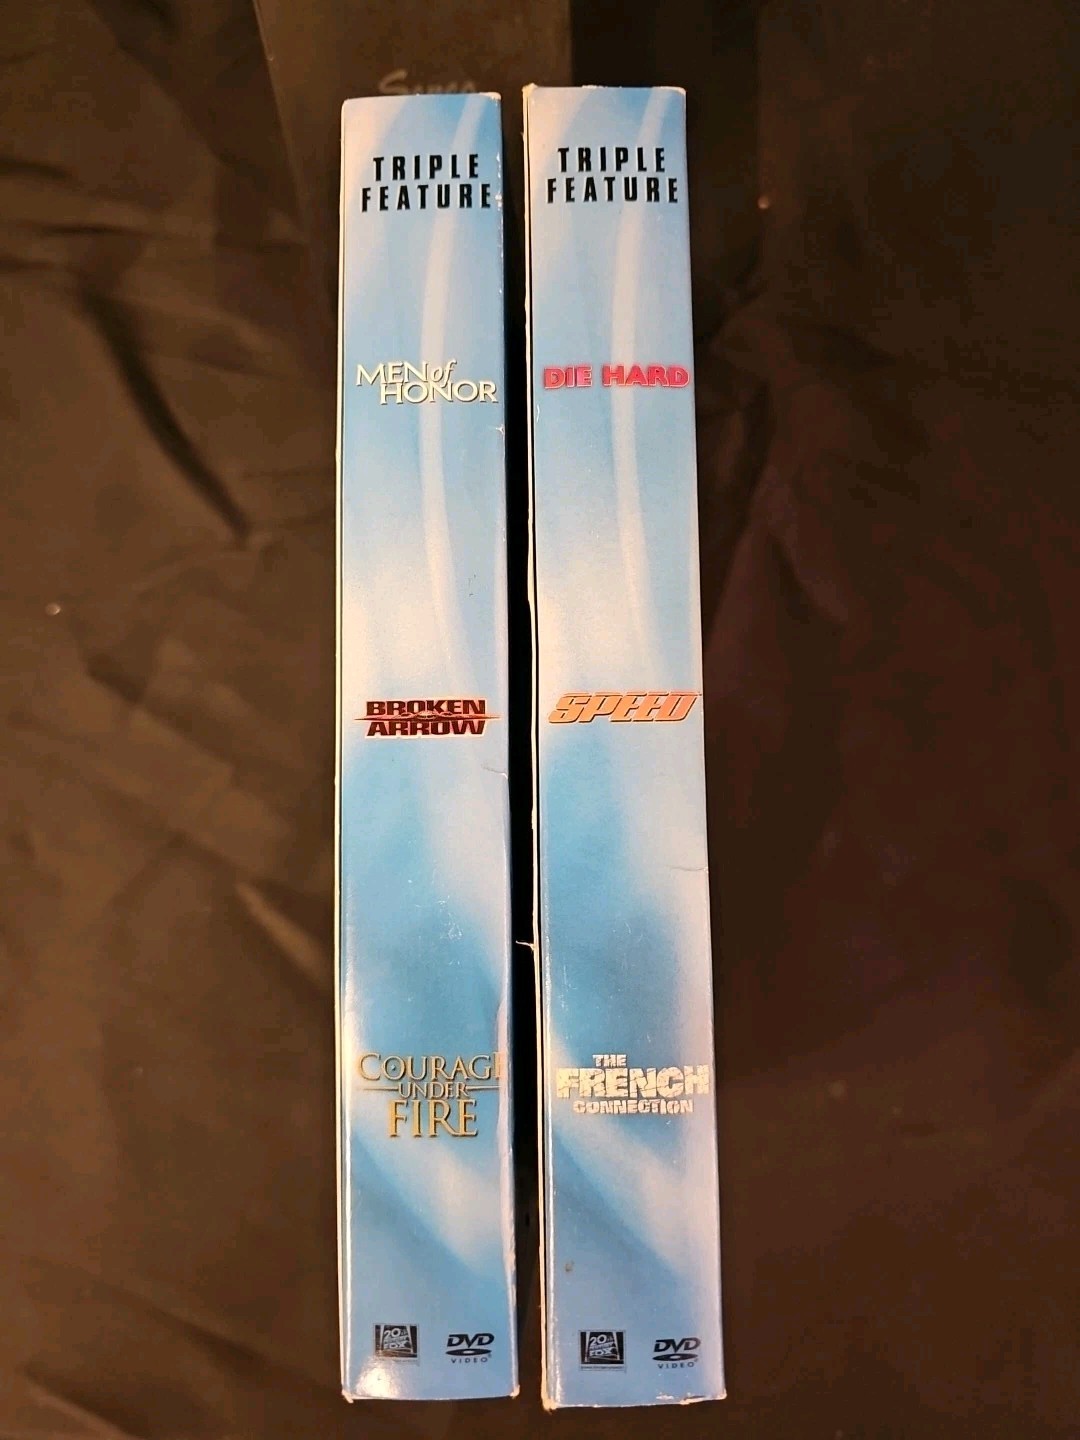 TRIPLE
FEATURE
MEN of
HONOR
BROKEN
ARROW
COURAGE
UNDER
FIRE
20th
CENTURY
FOX
DVD
VIDEO
TRIPLE
FEATURE
DIE HARD
SPEED
THE
FRENCH
CONNECTION
20th
CENTURY
FOX
DVD
VIDEO